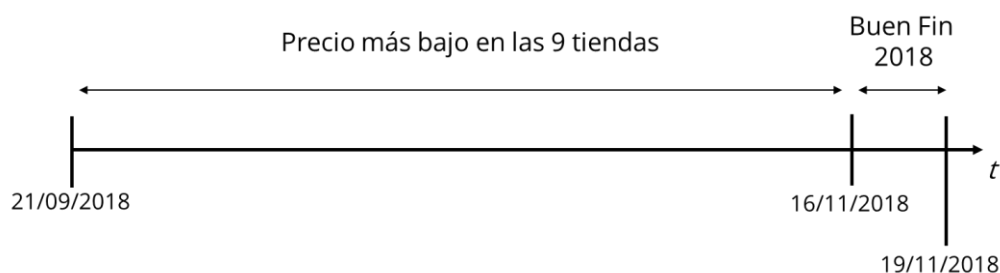 Precio más bajo en las 9 tiendas
Buen Fin
2018
t
21/09/2018
16/11/2018
19/11/2018